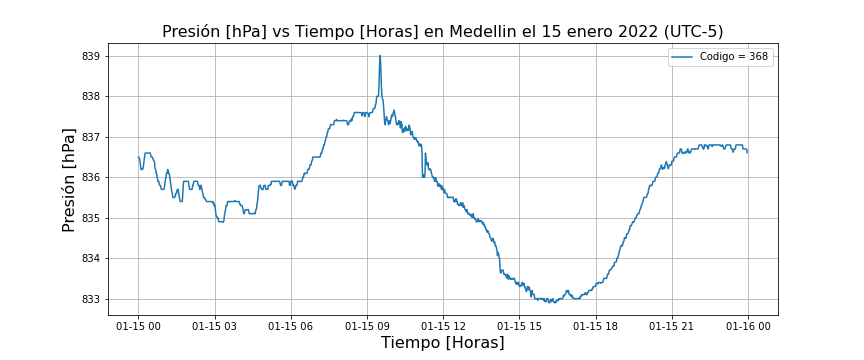 Presión [hPa] vs Tiempo [Horas] en Medellin el 15 enero 2022 (UTC-5)
Codigo = 368
Presión [hPa]
839
838
837
836
835
834
833
01-15 00 01-15 03 01-15 06 01-15 09 01-15 12 01-15 15 01-15 18 01-15 21 01-16 00
Tiempo [Horas]